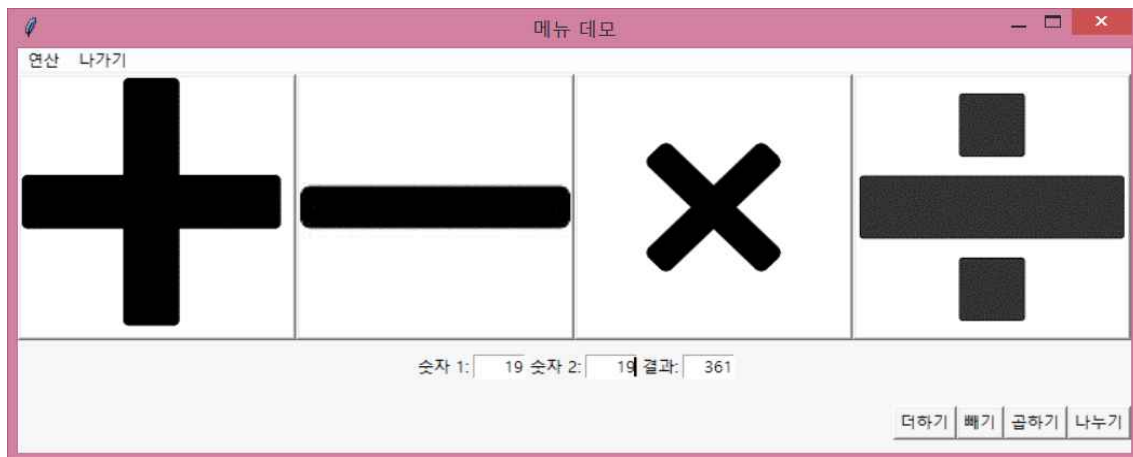 메뉴 데모
연산 나가기
숫자 1: 19 숫자 2: 19 결과: 361
더하기 빼기 곱하기 나누기